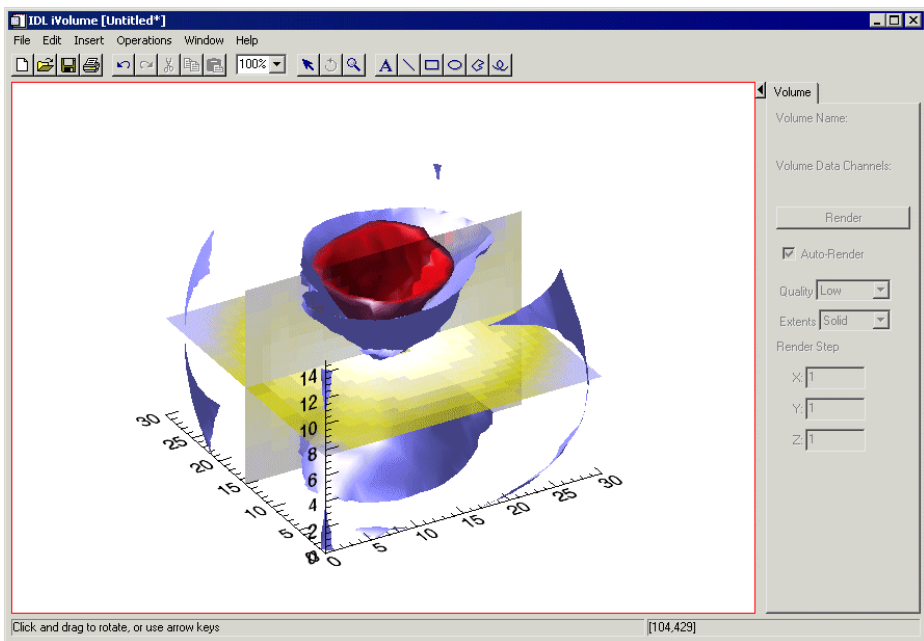 IDL iVolume [Untitled*]
File Edit Insert Operations Window Help
100% A
Volume
Volume Name:
Volume Data Channels:
Render
Auto-Render
Quality Low
Extents Solid
Render Step
X: 1
Y: 1
Z: 1
14
12
10
8
6
4
2
30
25
20
15
10
5
0
5
10
15
20
25
30
Click and drag to rotate, or use arrow keys [104,429]